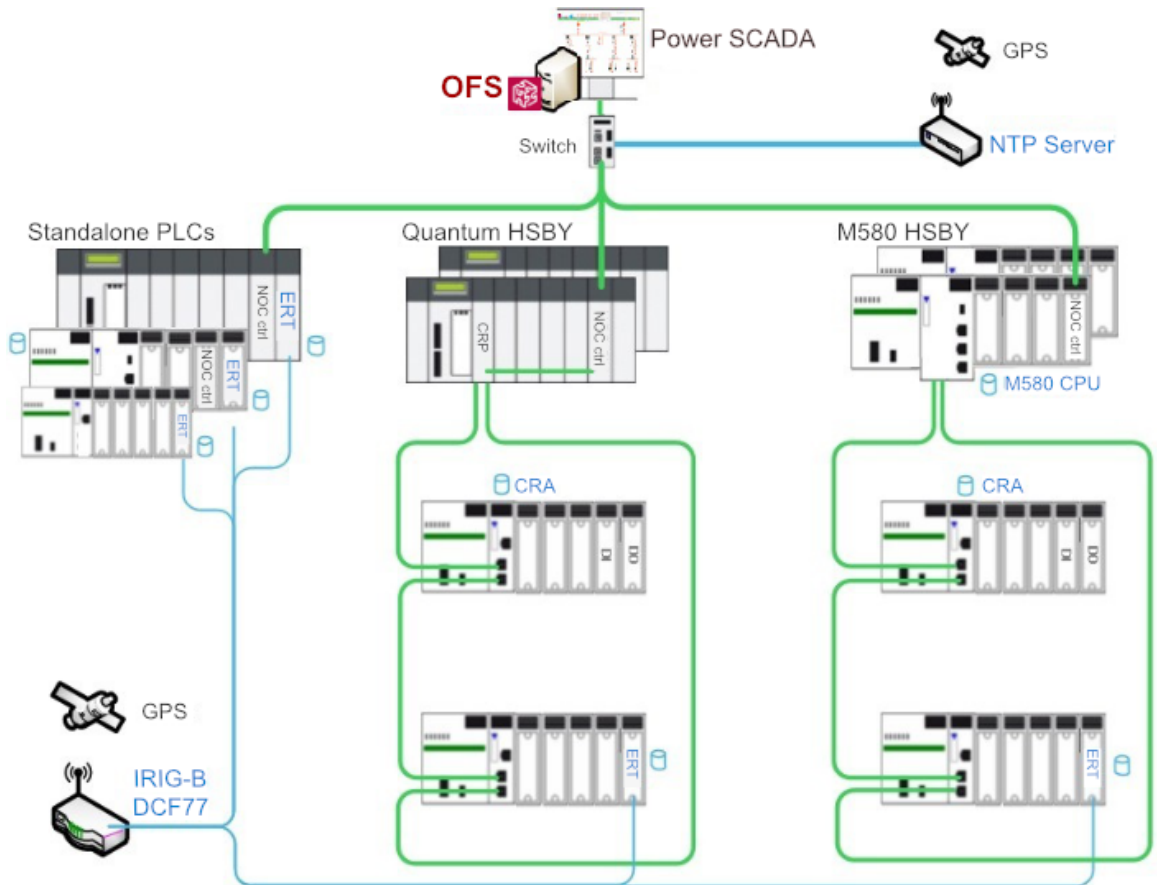 Power SCADA
GPS
OFS
Switch
NTP Server
Standalone PLCs
Quantum HSBY
M580 HSBY
NOC ctrl
ERT
NOC ctrl
ERT
ERT
CRP
NOC ctrl
NOC ctrl
M580 CPU
CRA
CRA
DI
DO
DI
DO
GPS
IRIG-B
DCF77
ERT
ERT